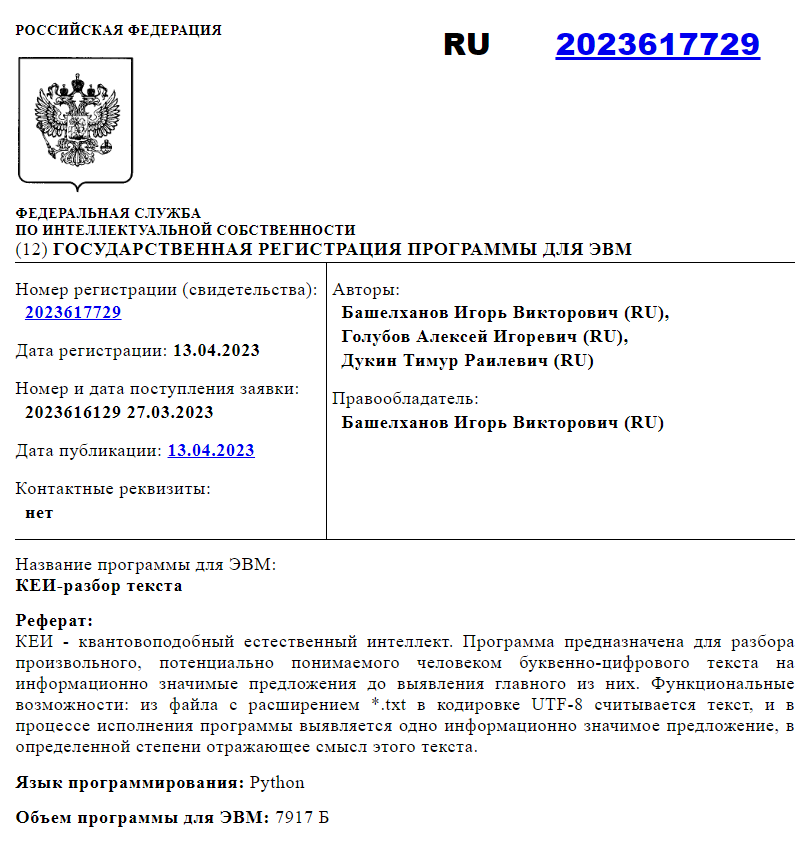 РОССИЙСКАЯ ФЕДЕРАЦИЯ
RU 2023617729
ФЕДЕРАЛЬНАЯ СЛУЖБА
ПО ИНТЕЛЛЕКТУАЛЬНОЙ СОБСТВЕННОСТИ
(12) ГОСУДАРСТВЕННАЯ РЕГИСТРАЦИЯ ПРОГРАММЫ ДЛЯ ЭВМ
Номер регистрации (свидетельства):
2023617729
Дата регистрации: 13.04.2023
Номер и дата поступления заявки:
2023616129 27.03.2023
Дата публикации: 13.04.2023
Контактные реквизиты:
нет
Авторы:
Башелханов Игорь Викторович (RU),
Голубов Алексей Игоревич (RU),
Дукин Тимур Раилевич (RU)
Правообладатель:
Башелханов Игорь Викторович (RU)
Название программы для ЭВМ:
КЕИ-разбор текста
Реферат:
КЕИ - квантовоподобный естественный интеллект. Программа предназначена для разбора
произвольного, потенциально понимаемого человеком буквенно-цифрового текста на
информационно значимые предложения до выявления главного из них. Функциональные
возможности: из файла с расширением *.txt в кодировке UTF-8 считывается текст, и в
процессе исполнения программы выявляется одно информационно значимое предложение, в
определенной степени отражающее смысл этого текста.
Язык программирования: Python
Объем программы для ЭВМ: 7917 Б